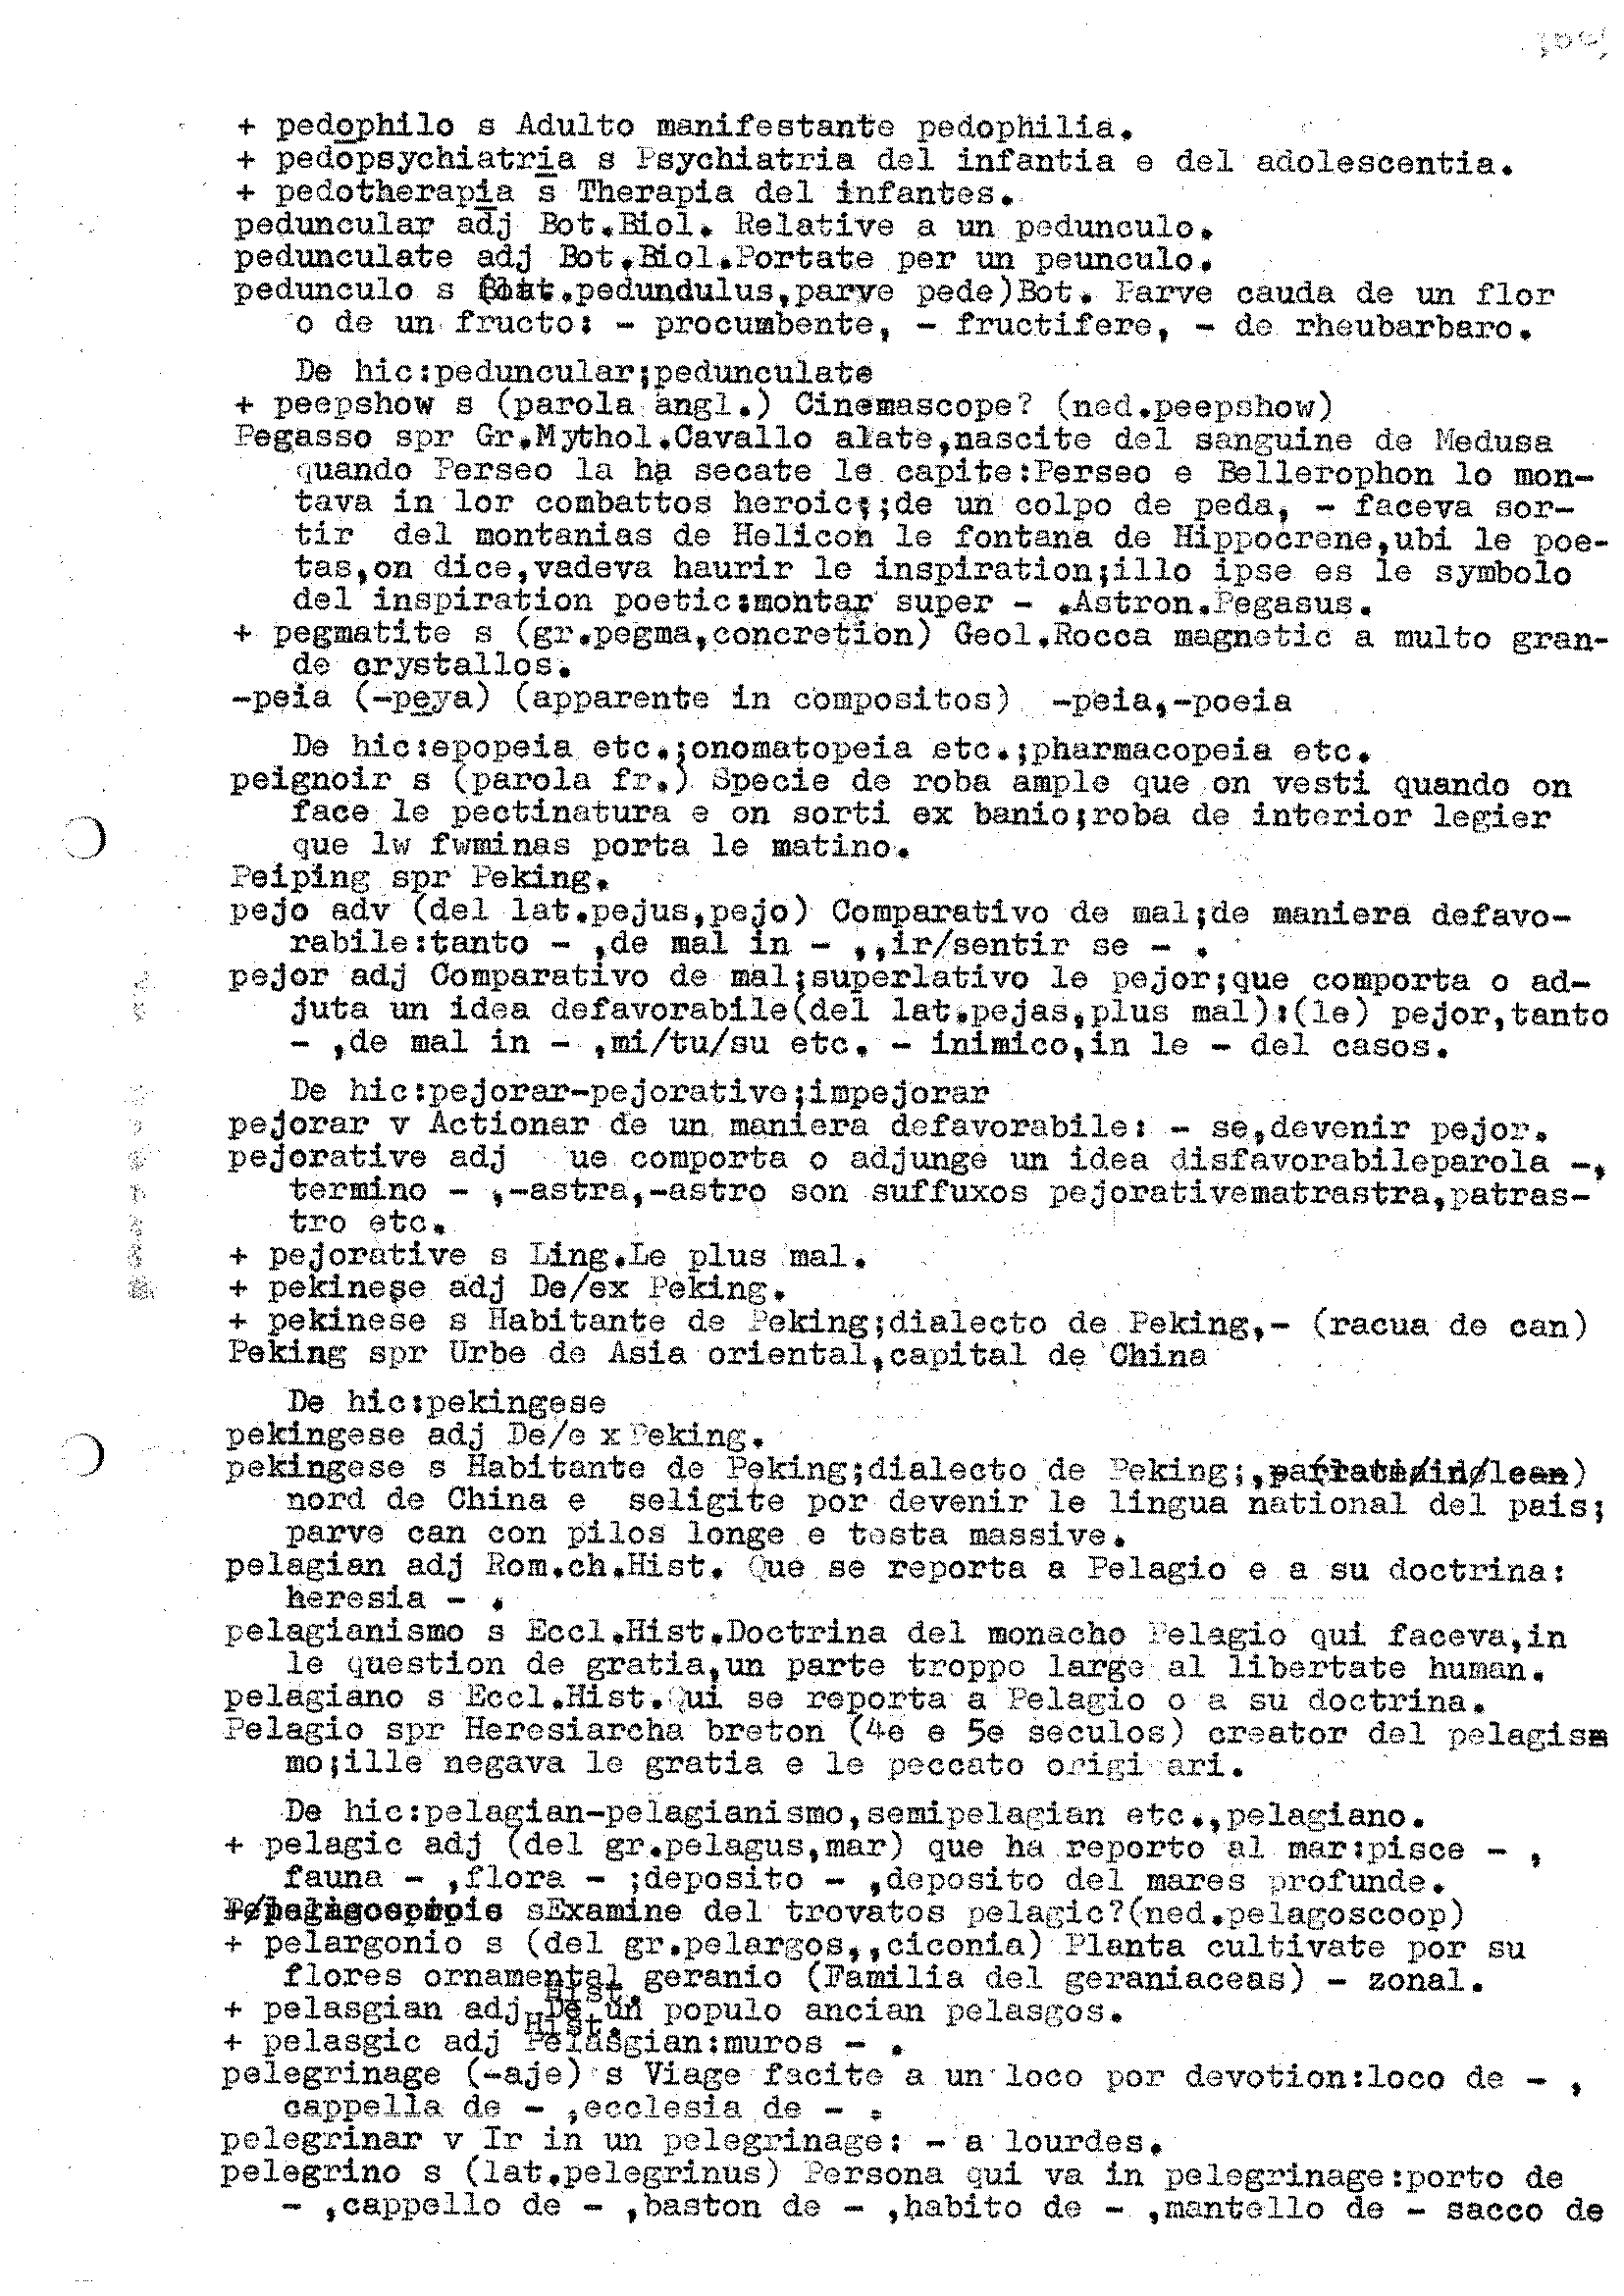 + pedophilo s Adulto manifestante pedophilia.
+ pedopsychiatria s Psychiatria del infantia e del adolescentia.
+ pedotherapia s Therapia del infantes.
peduncular adj Bot.Biol. Relative a un pedunculo.
pedunculate adj Bot.Biol.Portate per un peunculo.
pedunculo s (lat.pedundulus,parve pede)Bot. Parve cauda de un flor
o de un fructo: - procumbente, - fructifere, - de rheubarbaro.
De hic:peduncular;pedunculate
+ peepshow s (parola angl.) Cinemascope? (ned.peepshow)
Pegasso spr Gr.Mythol.Cavallo alate,nascite del sanguine de Medusa
quando Perseo la ha secate le capite:Perseo e Bellerophon lo mon-
tava in lor combattos heroic;;de un colpo de peda, - faceva sor-
tir del montanias de Helicon le fontana de Hippocrene,ubi le poe-
tas,on dice,vadeva haurir le inspiration;illo ipse es le symbolo
del inspiration poetic:montar super - .Astron.Pegasus.
+ pegmatite s (gr.pegma,concretion) Geol.Rocca magnetic a multo gran-
de crystallos.
-peia (-peya) (apparente in compositos) -peia,-poeia
De hic:epopeia etc.;onomatopeia etc.;pharmacopeia etc.
peignoir s (parola fr.) Specie de roba ample que on vesti quando on
face le pectinatura e on sorti ex banio;roba de interior legier
que lw fwminas porta le matino.
Peiping spr Peking.
pejo adv (del lat.pejus,pejo) Comparativo de mal;de maniera defavo-
rabile:tanto - ,de mal in - ,,ir/sentir se - .
pejor adj Comparativo de mal;superlativo le pejor;que comporta o ad-
juta un idea defavorabile(del lat.pejas,plus mal):(le) pejor,tanto
- ,de mal in - ,mi/tu/su etc. - inimico,in le - del casos.
De hic:pejorar-pejorative;impejorar
pejorar v Actionar de un maniera defavorabile: - se,devenir pejor.
pejorative adj ue comporta o adjunge un idea disfavorabileparola -,
termino - ,-astra,-astro son suffuxos pejorativematrastra,patras-
tro etc.
+ pejorative s Ling.Le plus mal.
+ pekinese adj De/ex Peking.
+ pekinese s Habitante de Peking;dialecto de Peking,- (racua de can)
Peking spr Urbe de Asia oriental,capital de China
De hic:pekingese
pekingese adj De/e x Peking.
pekingese s Habitante de Peking;dialecto de Peking;,
nord de China e seligite por devenir le lingua national del pais;
parve can con pilos longe e testa massive.
pelagian adj Rom.ch.Hist. Que se reporta a Pelagio e a su doctrina:
heresia - .
pelagianismo s Eccl.Hist.Doctrina del monacho Pelagio qui faceva,in
le question de gratia,un parte troppo large al libertate human.
pelagiano s Eccl.Hist.Qui se reporta a Pelagio o a su doctrina.
Pelagio spr Heresiarcha breton (4e e 5e seculos) creator del pelagis
mo;ille negava le gratia e le peccato origi ari.
De hic:pelagian-pelagianismo,semipelagian etc.,pelagiano.
+ pelagic adj (del gr.pelagus,mar) que ha reporto al mar:pisce - ,
fauna - ,flora - ;deposito - ,deposito del mares profunde.
sExamine del trovatos pelagic?(ned.pelagoscoop)
+ pelargonio s (del gr.pelargos,,ciconia) Planta cultivate por su
flores ornamental geranio (Familia del geraniaceas) - zonal.
+ pelasgian adj Hist. De un populo ancian pelasgos.
+ pelasgic adj Hist. Pelasgian:muros - .
pelegrinage (-aje) s Viage facite a un loco por devotion:loco de - ,
cappella de - ,ecclesia de - .
pelegrinar v Ir in un pelegrinage: - a lourdes.
pelegrino s (lat.pelegrinus) Persona qui va in pelegrinage:porto de
- ,cappello de - ,baston de - ,habito de - ,mantello de - sacco de